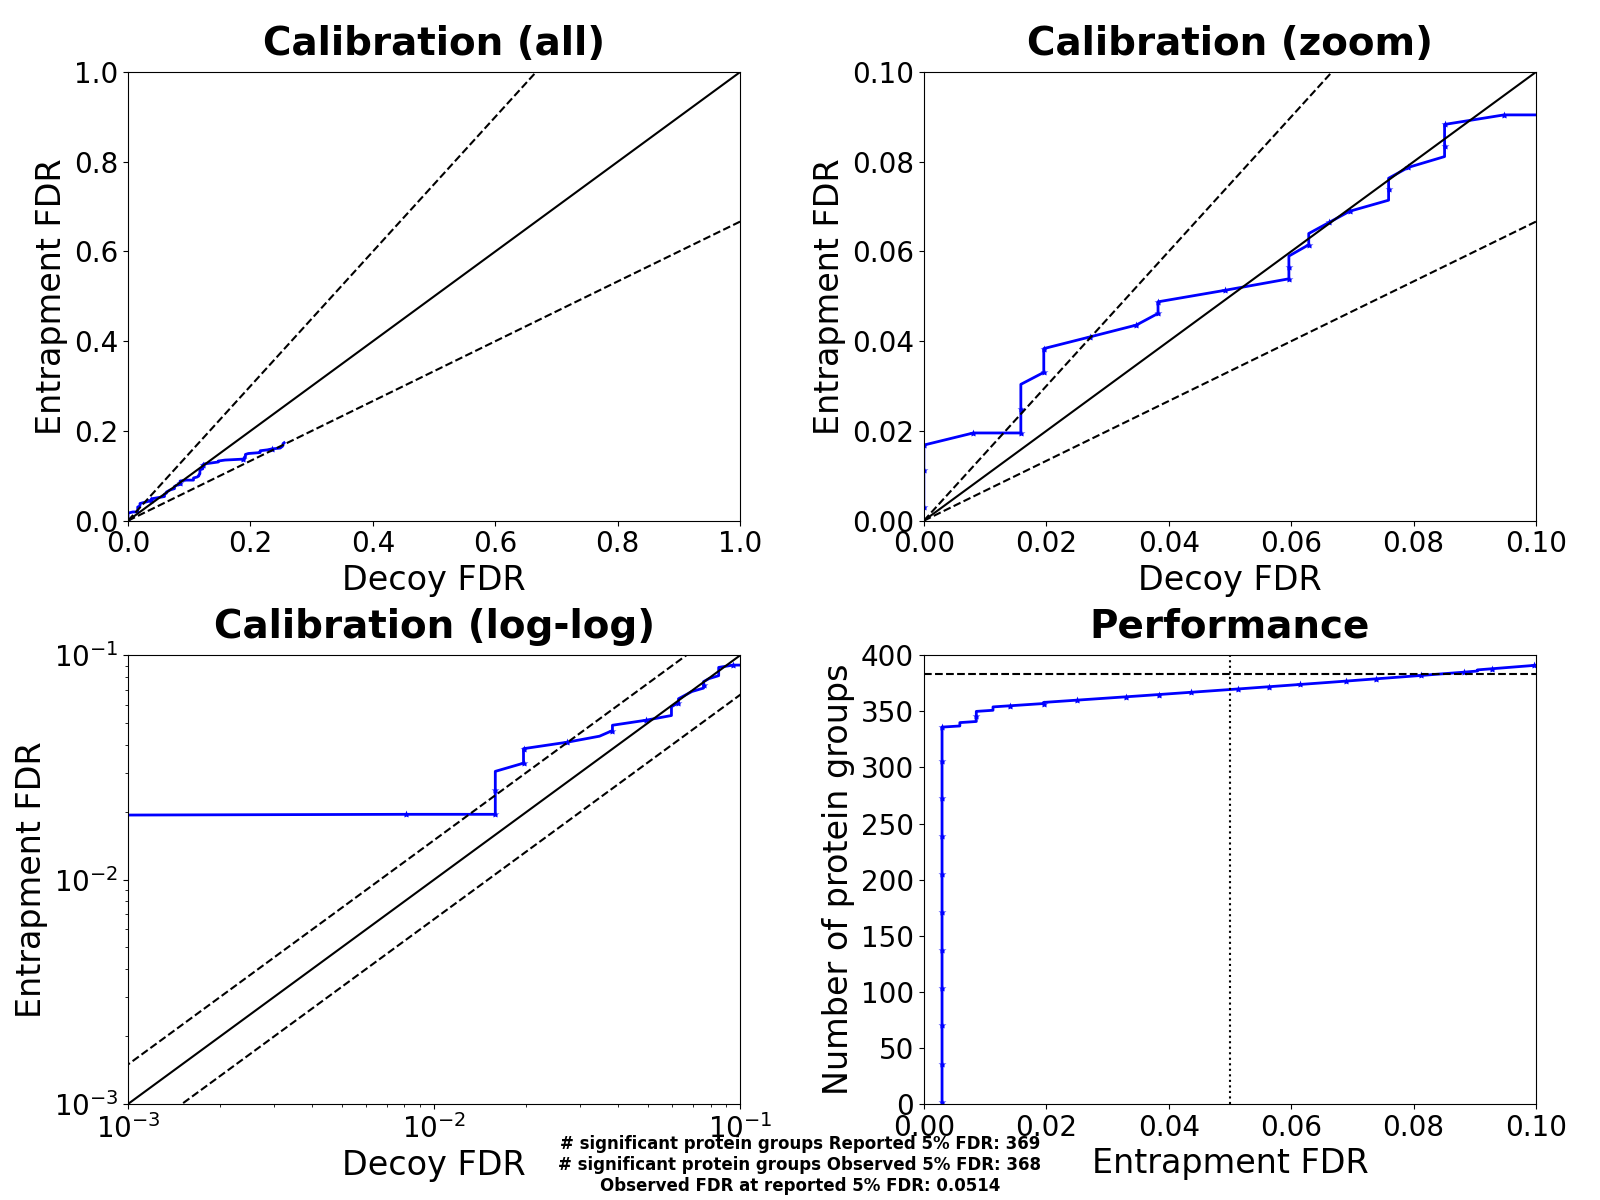 Calibration (all)
1.0
0.8
0.6
0.4
0.2
0.0
Entrapment FDR
0.0 0.2 0.4 0.6 0.8 1.0
Decoy FDR
Calibration (zoom)
0.10
0.08
0.06
0.04
0.02
0.00
Entrapment FDR
0.00 0.02 0.04 0.06 0.08 0.10
Decoy FDR
Calibration (log-log)
10⁻¹
10⁻²
10⁻³
Entrapment FDR
10⁻³ 10⁻² 10⁻¹
Decoy FDR
Performance
400
350
300
250
200
150
100
50
0
Number of protein groups
0.00 0.02 0.04 0.06 0.08 0.10
Entrapment FDR
# significant protein groups Reported 5% FDR: 369
# significant protein groups Observed 5% FDR: 368
Observed FDR at reported 5% FDR: 0.0514